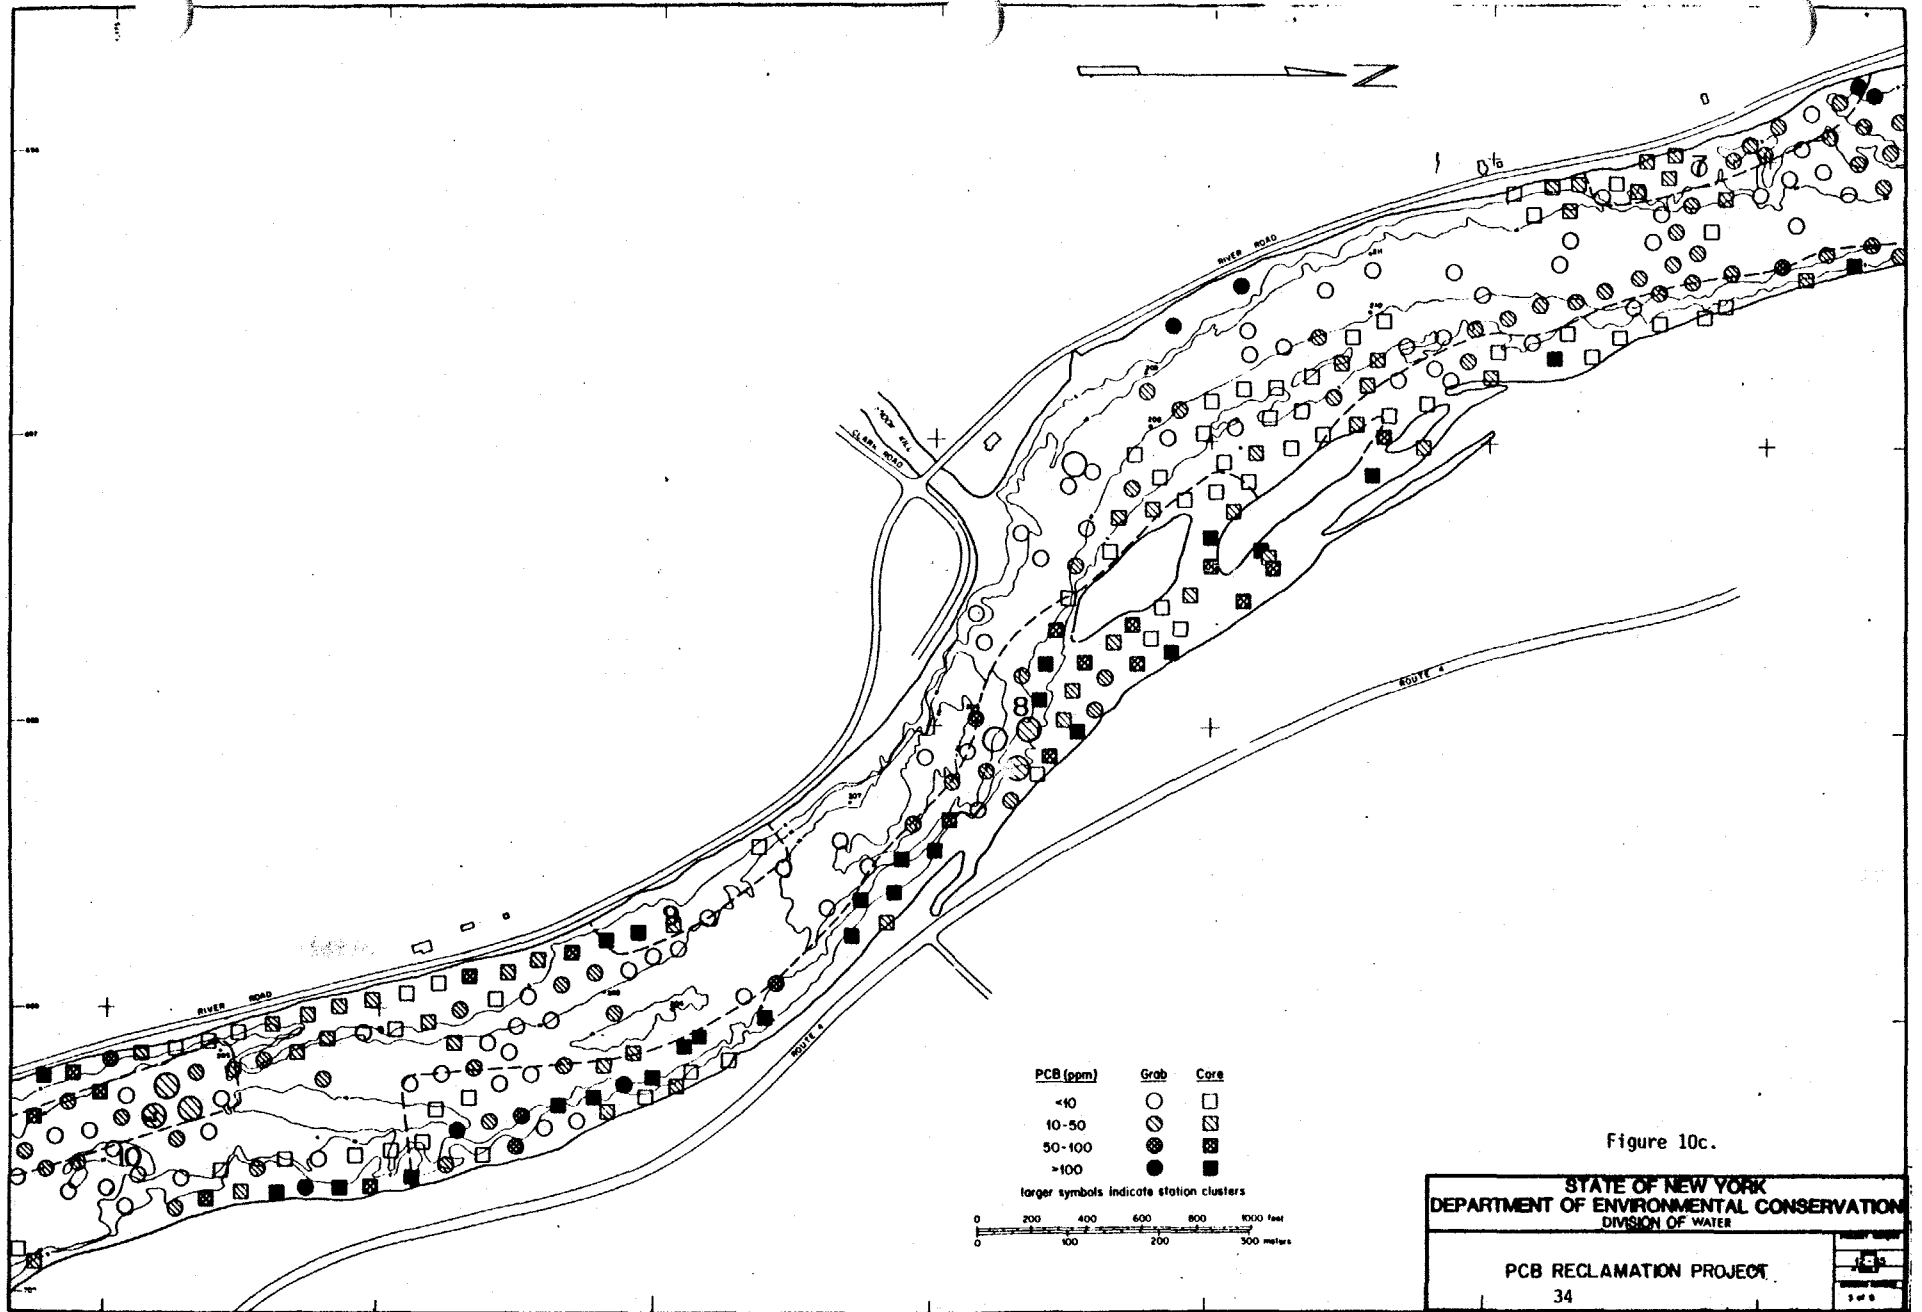 N
7
RIVER ROAD
CLARK ROAD
KILL
ROUTE 4
8
207
RIVER ROAD
ROUTE 4
10
PCB (ppm) Grab Core
<10
10-50
50-100
>100
larger symbols indicate station clusters
0 200 400 600 800 1000 feet
0 100 200 300 meters
Figure 10c.
STATE OF NEW YORK
DEPARTMENT OF ENVIRONMENTAL CONSERVATION
DIVISION OF WATER
PCB RECLAMATION PROJECT
34